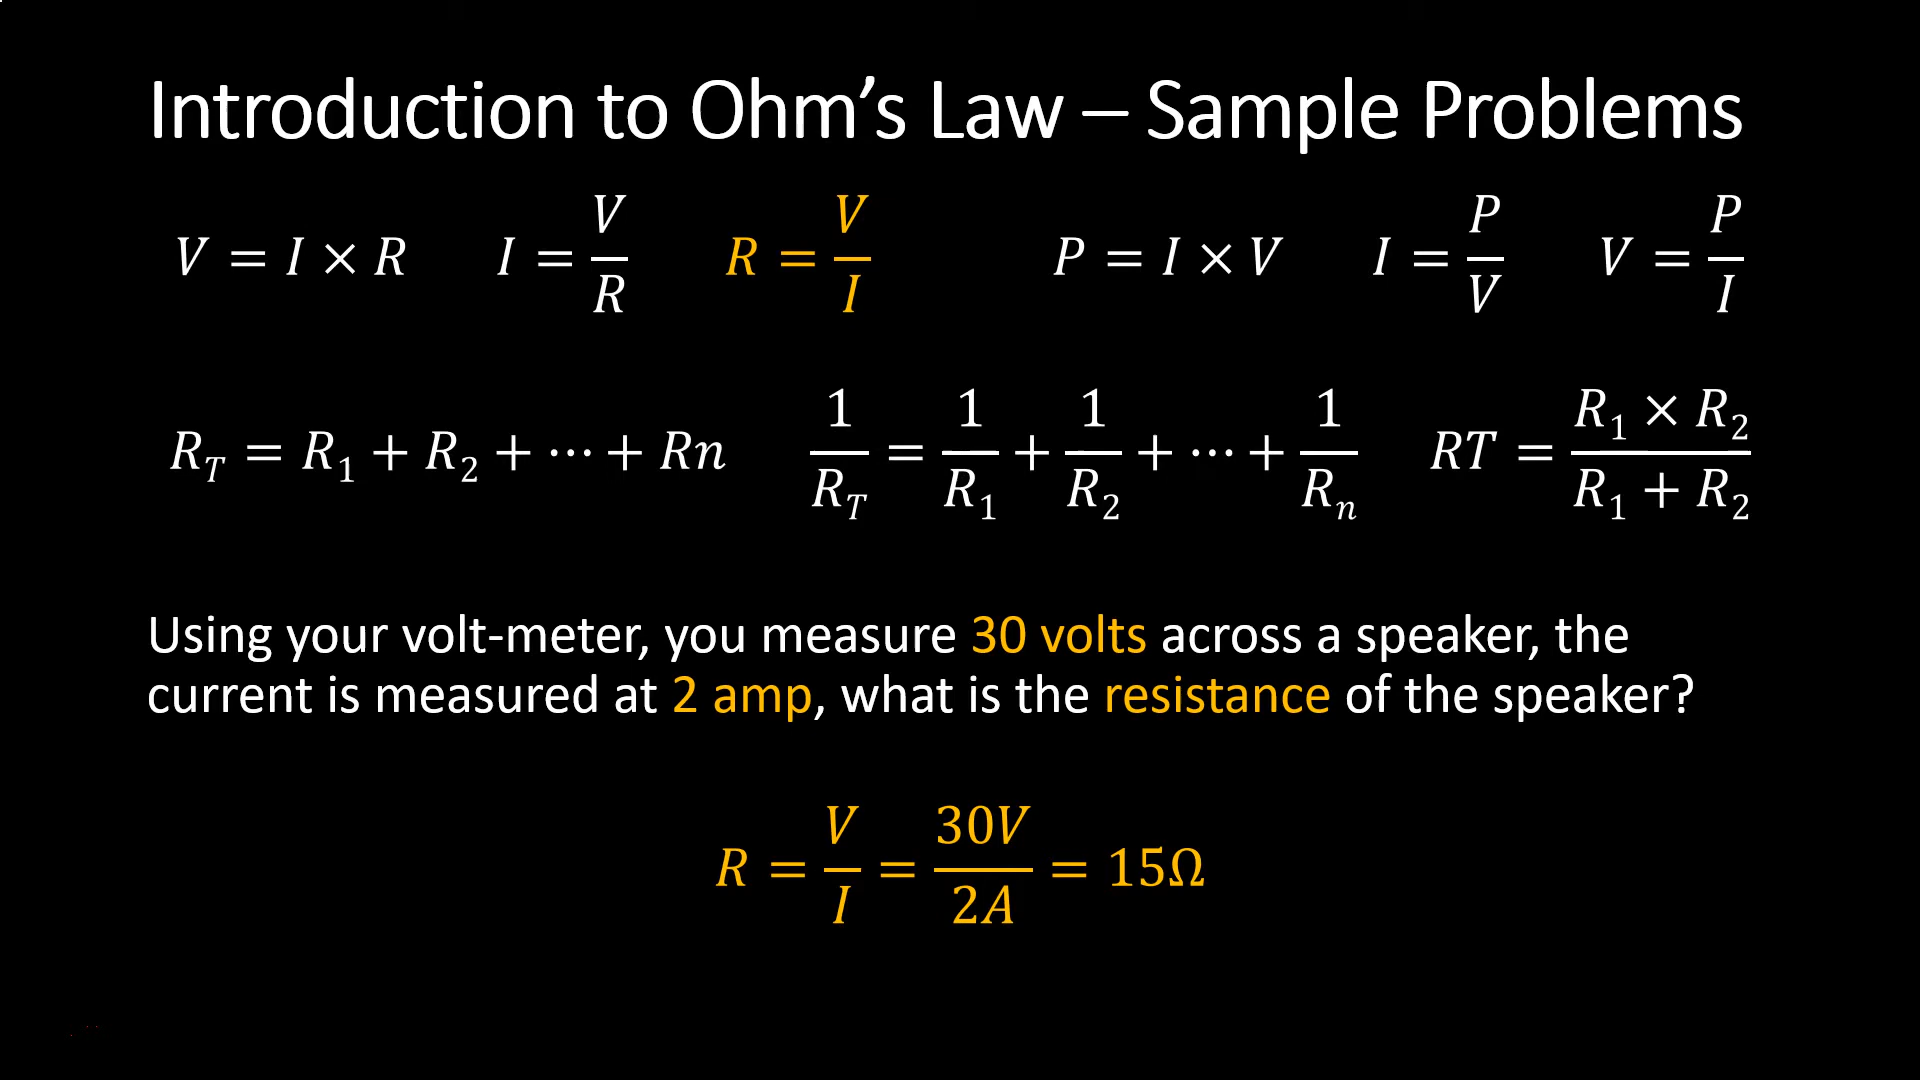 Introduction to Ohm’s Law – Sample Problems
V = I × R   I = V/R   R = V/I   P = I × V   I = P/V   V = P/I
R_T = R_1 + R_2 + ⋯ + Rn   1/R_T = 1/R_1 + 1/R_2 + ⋯ + 1/R_n   RT = (R_1 × R_2)/(R_1 + R_2)
Using your volt-meter, you measure 30 volts across a speaker, the
current is measured at 2 amp, what is the resistance of the speaker?
R = V/I = 30V/2A = 15Ω